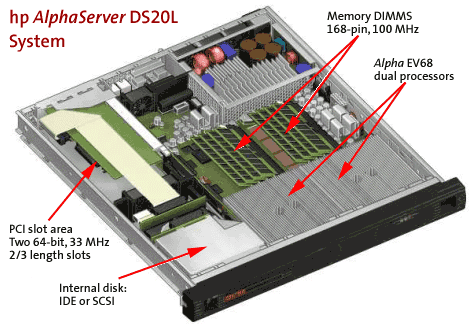 hp AlphaServer DS20L
System
Memory DIMMS
168-pin, 100 MHz
Alpha EV68
dual processors
PCI slot area
Two 64-bit, 33 MHz
2/3 length slots
Internal disk:
IDE or SCSI